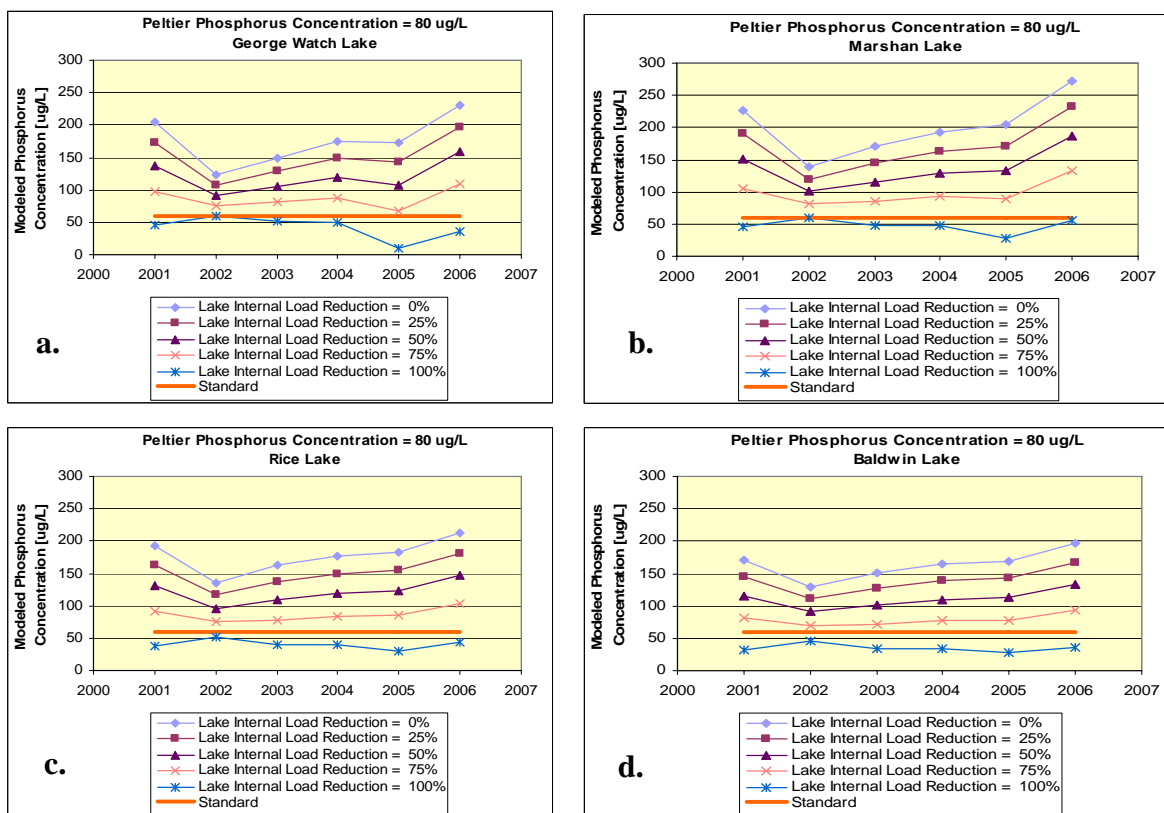 Peltier Phosphorus Concentration = 80 ug/L
George Watch Lake
Modeled Phosphorus
Concentration [ug/L]
300
250
200
150
100
50
0
2000 2001 2002 2003 2004 2005 2006 2007
Lake Internal Load Reduction = 0%
Lake Internal Load Reduction = 25%
Lake Internal Load Reduction = 50%
Lake Internal Load Reduction = 75%
Lake Internal Load Reduction = 100%
Standard
a.
Peltier Phosphorus Concentration = 80 ug/L
Marshan Lake
Modeled Phosphorus
Concentration [ug/L]
300
250
200
150
100
50
0
2000 2001 2002 2003 2004 2005 2006 2007
Lake Internal Load Reduction = 0%
Lake Internal Load Reduction = 25%
Lake Internal Load Reduction = 50%
Lake Internal Load Reduction = 75%
Lake Internal Load Reduction = 100%
Standard
b.
Peltier Phosphorus Concentration = 80 ug/L
Rice Lake
Modeled Phosphorus
Concentration [ug/L]
300
250
200
150
100
50
0
2000 2001 2002 2003 2004 2005 2006 2007
Lake Internal Load Reduction = 0%
Lake Internal Load Reduction = 25%
Lake Internal Load Reduction = 50%
Lake Internal Load Reduction = 75%
Lake Internal Load Reduction = 100%
Standard
c.
Peltier Phosphorus Concentration = 80 ug/L
Baldwin Lake
Modeled Phosphorus
Concentration [ug/L]
300
250
200
150
100
50
0
2000 2001 2002 2003 2004 2005 2006 2007
Lake Internal Load Reduction = 0%
Lake Internal Load Reduction = 25%
Lake Internal Load Reduction = 50%
Lake Internal Load Reduction = 75%
Lake Internal Load Reduction = 100%
Standard
d.